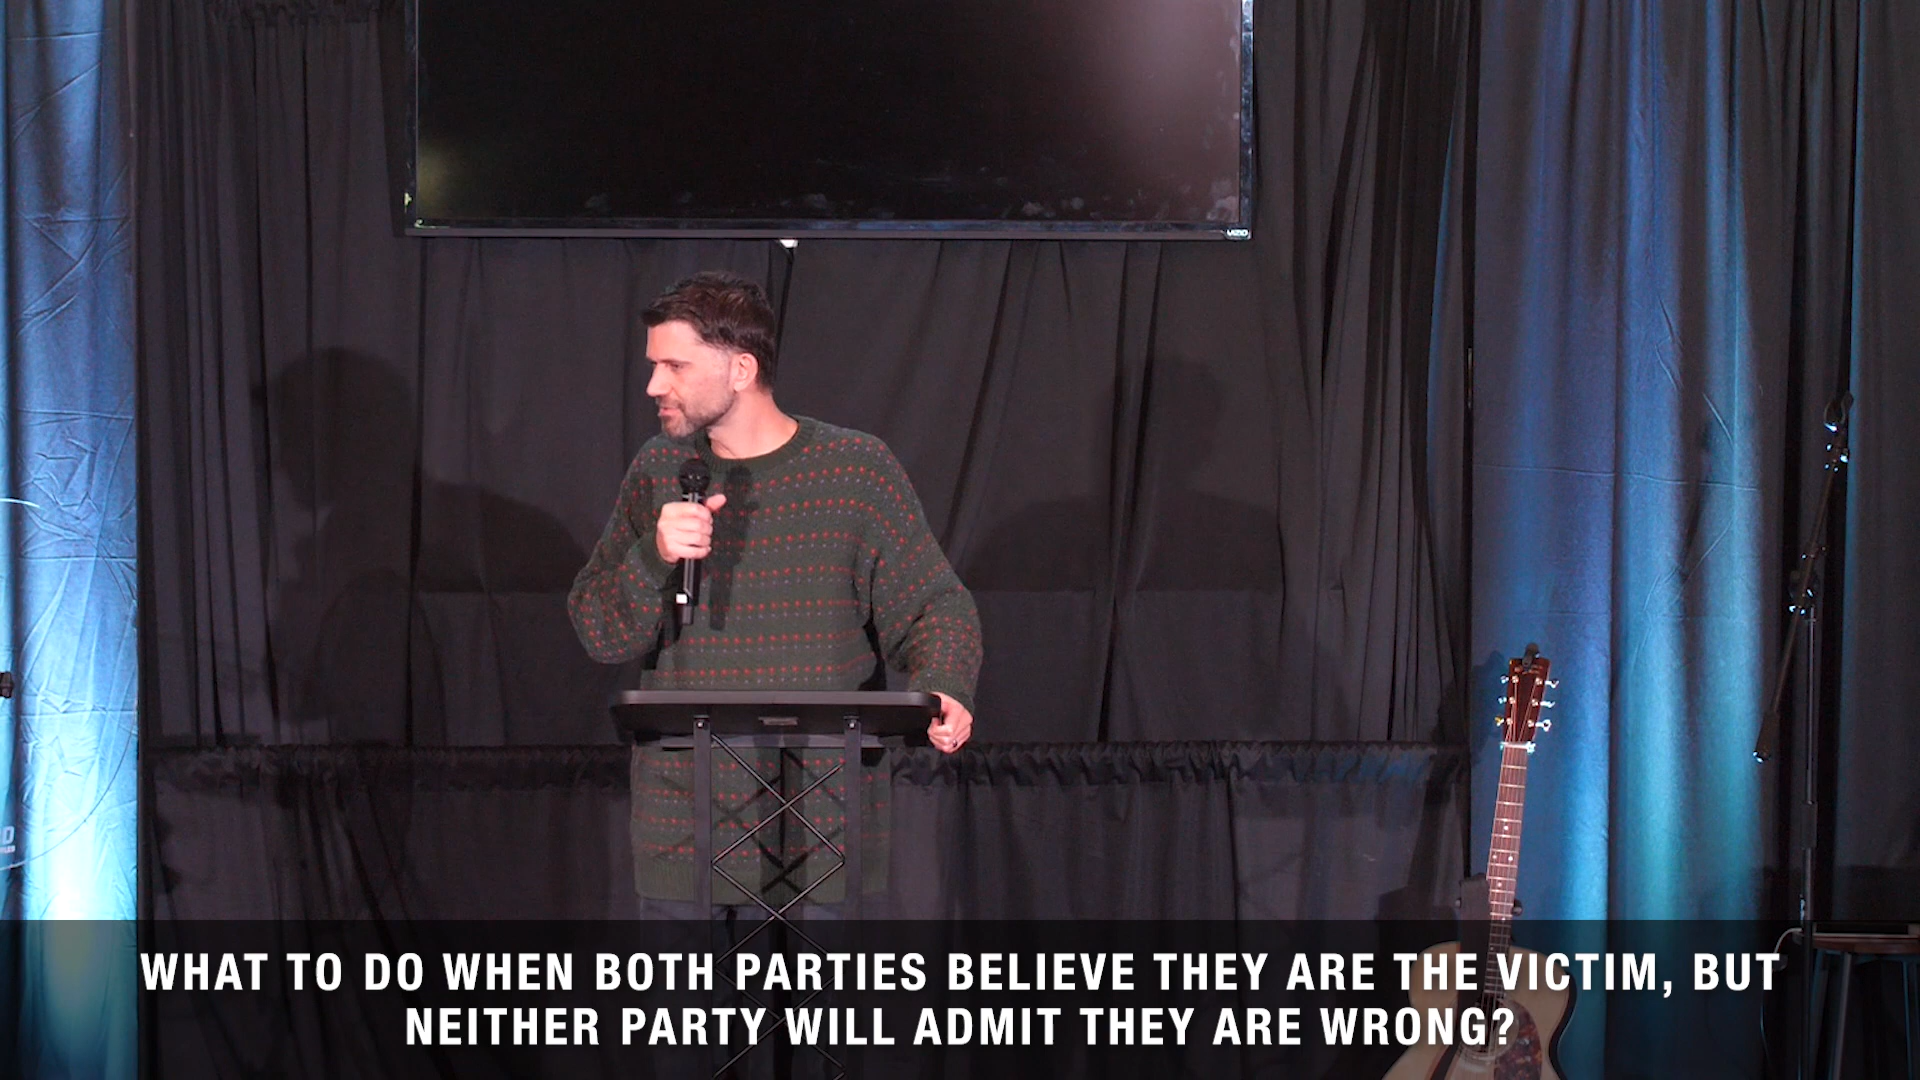 VIZIO
WHAT TO DO WHEN BOTH PARTIES BELIEVE THEY ARE THE VICTIM, BUT
NEITHER PARTY WILL ADMIT THEY ARE WRONG?